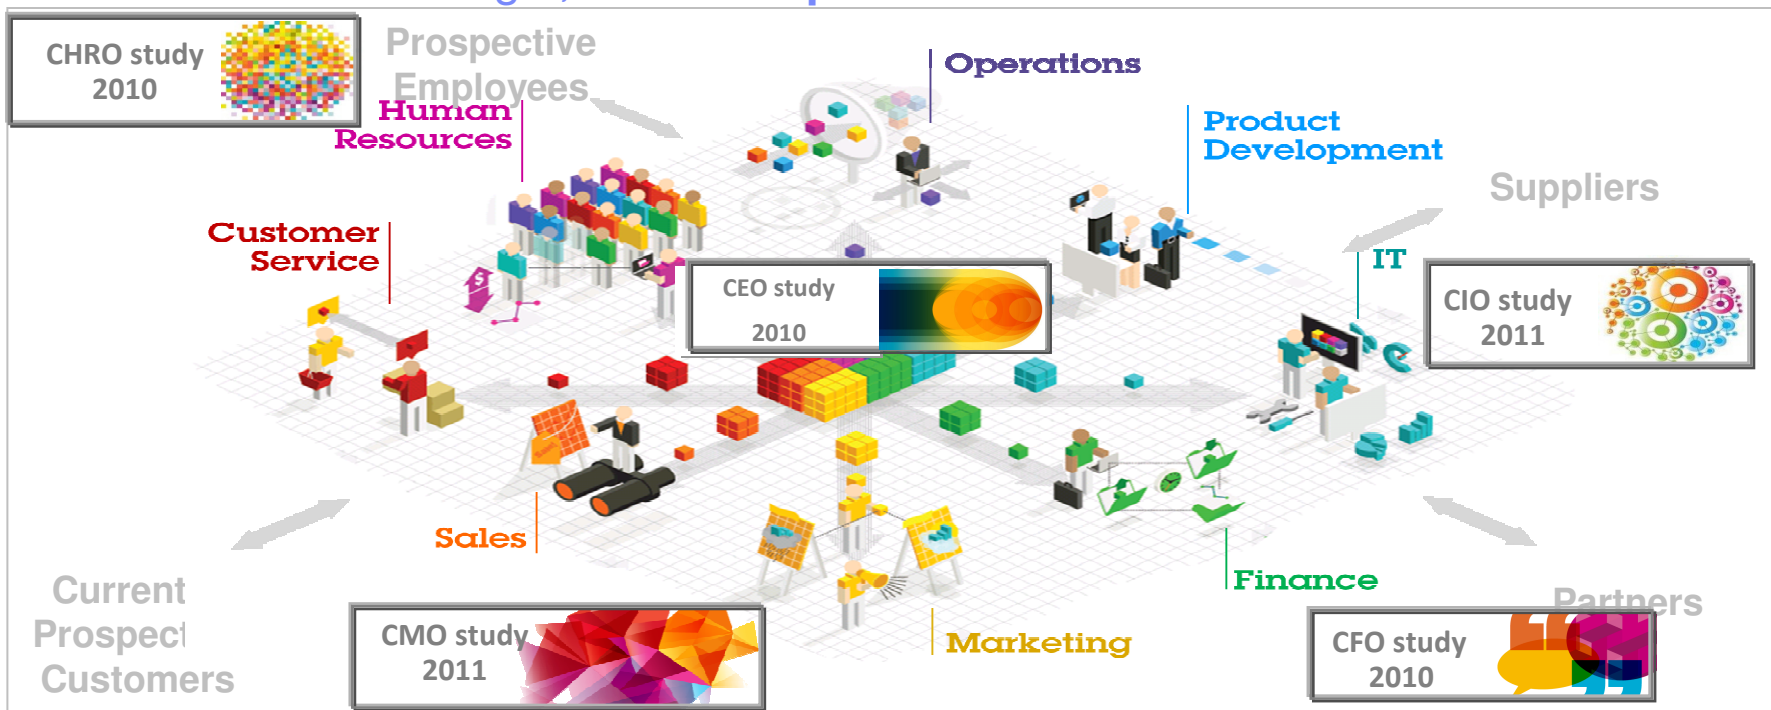 CHRO study
2010
Prospective
Employees
Operations
Human
Resources
Product
Development
Suppliers
Customer
Service
IT
CEO study
2010
CIO study
2011
$
Sales
Finance
Current
Prospect
Customers
CMO study
2011
Marketing
Partners
CFO study
2010